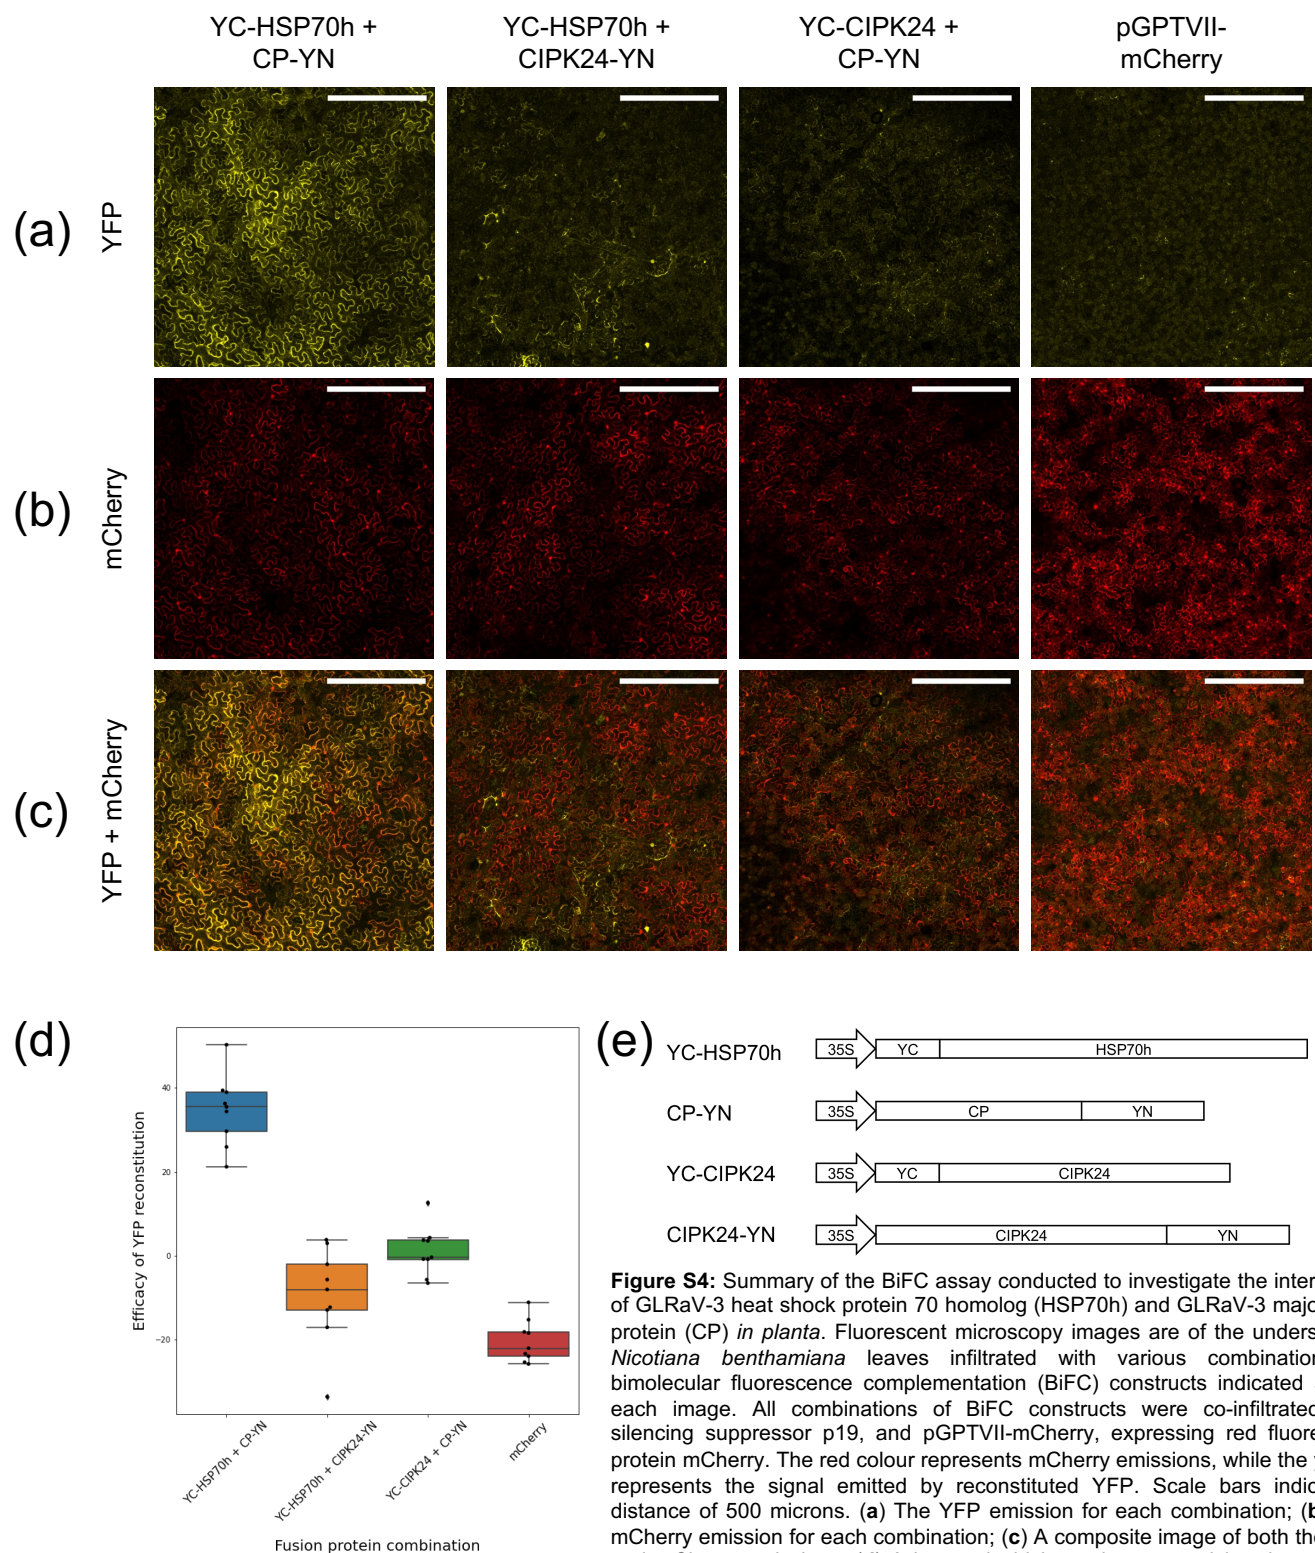 YC-HSP70h +
CP-YN
YC-HSP70h +
CIPK24-YN
YC-CIPK24 +
CP-YN
pGPTVII-
mCherry
(a)
YFP
(b)
mCherry
(c)
YFP + mCherry
(d)
Efficacy of YFP reconstitution
40
20
0
−20
YC-HSP70h + CP-YN
YC-HSP70h + CIPK24-YN
YC-CIPK24 + CP-YN
mCherry
Fusion protein combination
(e)
YC-HSP70h
35S
YC
HSP70h
CP-YN
35S
CP
YN
YC-CIPK24
35S
YC
CIPK24
CIPK24-YN
35S
CIPK24
YN
Figure S4: Summary of the BiFC assay conducted to investigate the inter
of GLRaV-3 heat shock protein 70 homolog (HSP70h) and GLRaV-3 majo
protein (CP) in planta. Fluorescent microscopy images are of the unders
Nicotiana benthamiana leaves infiltrated with various combination
bimolecular fluorescence complementation (BiFC) constructs indicated
each image. All combinations of BiFC constructs were co-infiltrated
silencing suppressor p19, and pGPTVII-mCherry, expressing red fluore
protein mCherry. The red colour represents mCherry emissions, while the
represents the signal emitted by reconstituted YFP. Scale bars indic
distance of 500 microns. (a) The YFP emission for each combination; (b
mCherry emission for each combination; (c) A composite image of both the